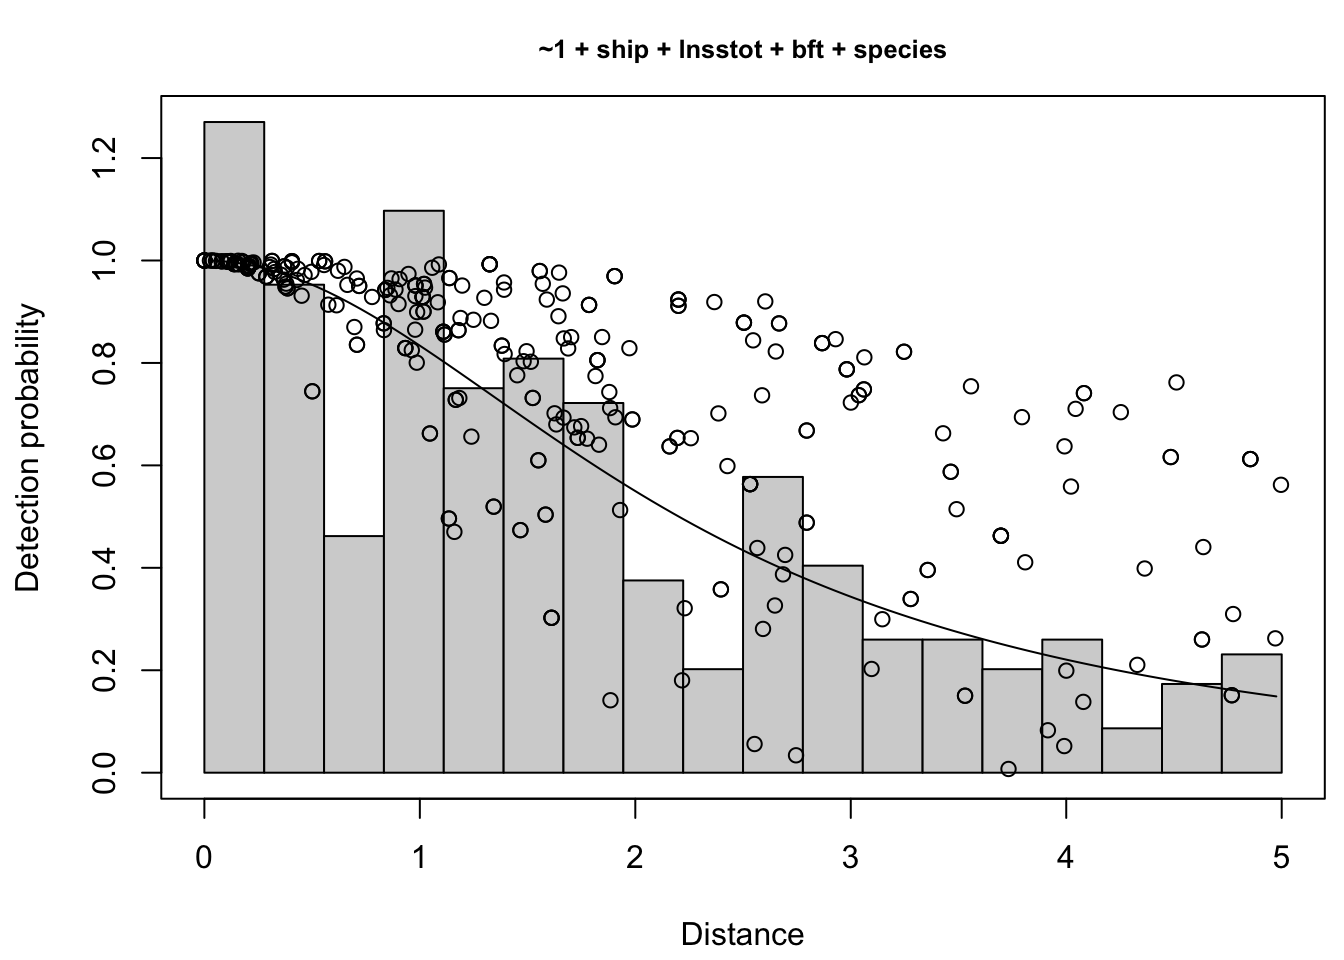 ~1 + ship + lnsstot + bft + species
Detection probability
1.2
1.0
0.8
0.6
0.4
0.2
0.0
0 1 2 3 4 5
Distance